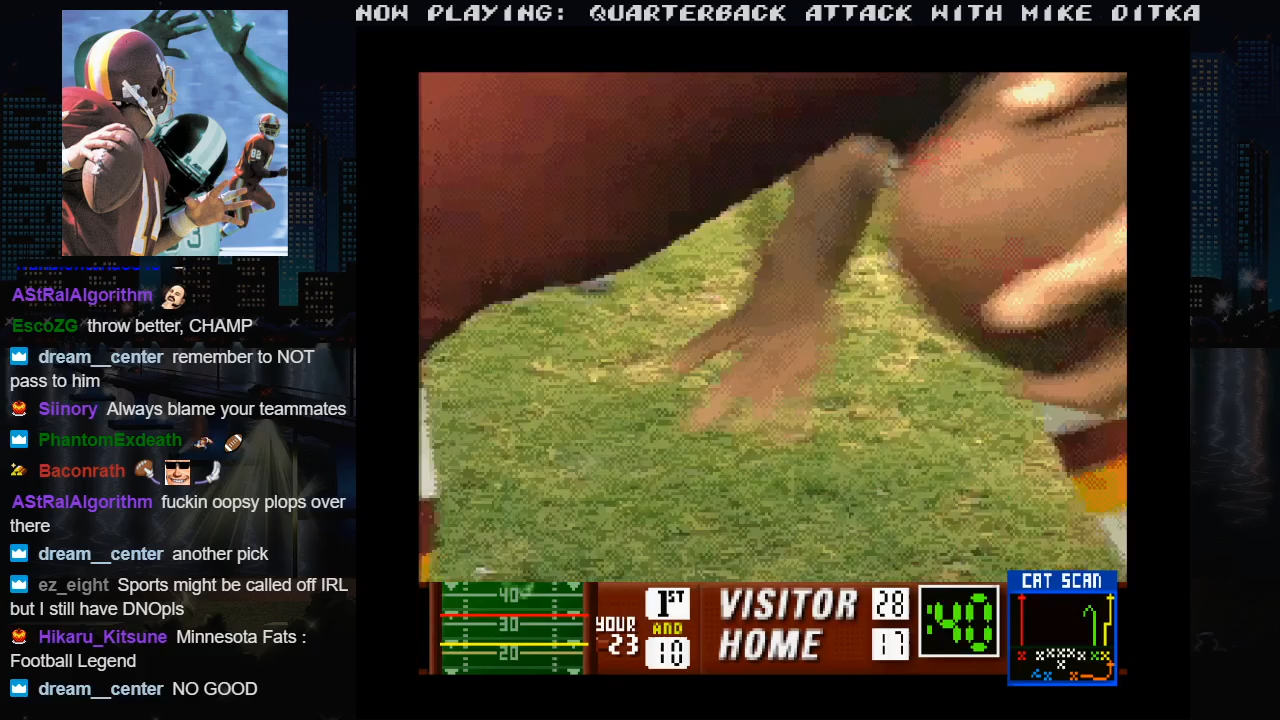 NOW PLAYING: QUARTERBACK ATTACK WITH MIKE DITKA
82
AStRalAlgorithm
EscoZG throw better, CHAMP
dream__center remember to NOT
pass to him
Siinory Always blame your teammates
PhantomExdeath
Baconrath
AStRalAlgorithm fuckin oopsy plops over
there
dream__center another pick
ez_eight Sports might be called off IRL
but I still have DNOpls
Hikaru_Kitsune Minnesota Fats :
Football Legend
dream__center NO GOOD
40
30
20
YOUR
23
1ST
AND
10
VISITOR 28
HOME 17
:40
CAT SCAN